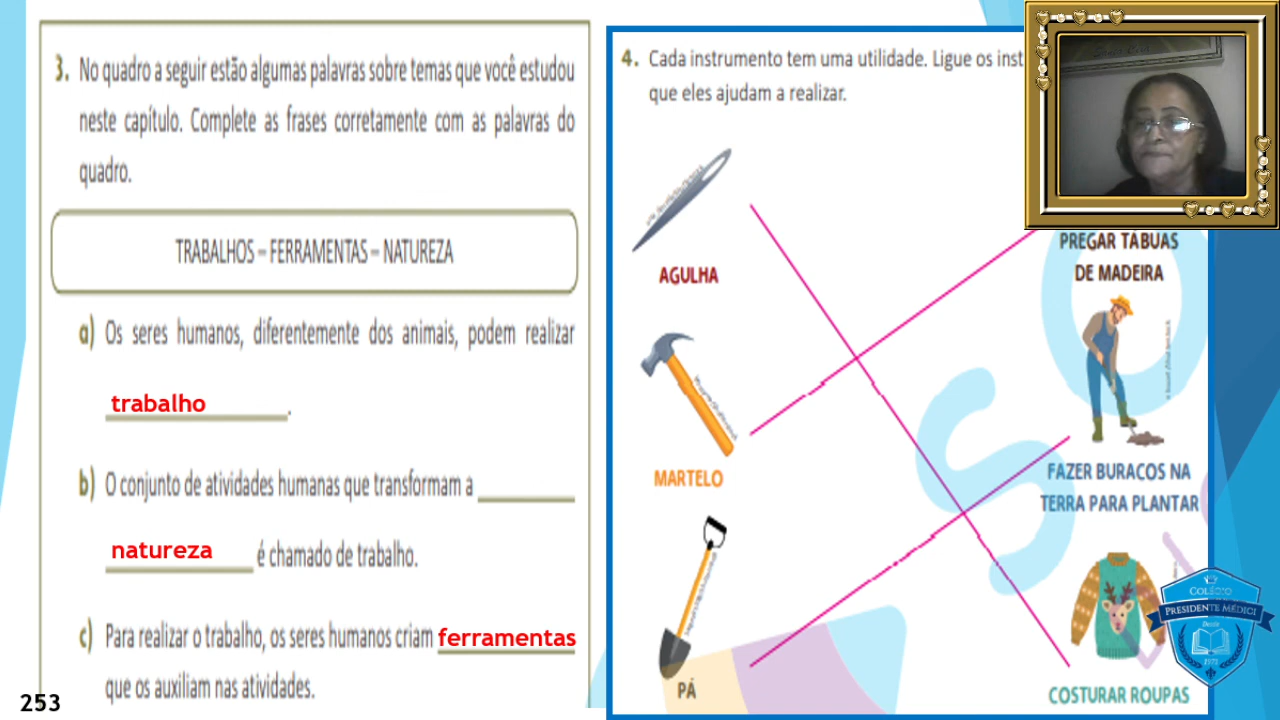 3. No quadro a seguir estão algumas palavras sobre temas que você estudou
neste capítulo. Complete as frases corretamente com as palavras do
quadro.
TRABALHOS – FERRAMENTAS – NATUREZA
a) Os seres humanos, diferentemente dos animais, podem realizar
trabalho.
b) O conjunto de atividades humanas que transformam a
natureza é chamado de trabalho.
c) Para realizar o trabalho, os seres humanos criam ferramentas
que os auxiliam nas atividades.
253
4. Cada instrumento tem uma utilidade. Ligue os inst
que eles ajudam a realizar.
AGULHA
MARTELO
PÁ
PREGAR TÁBUAS
DE MADEIRA
FAZER BURACOS NA
TERRA PARA PLANTAR
COSTURAR ROUPAS
S O
COLÉGIO
PRESIDENTE MÉDICI
Desde
1971